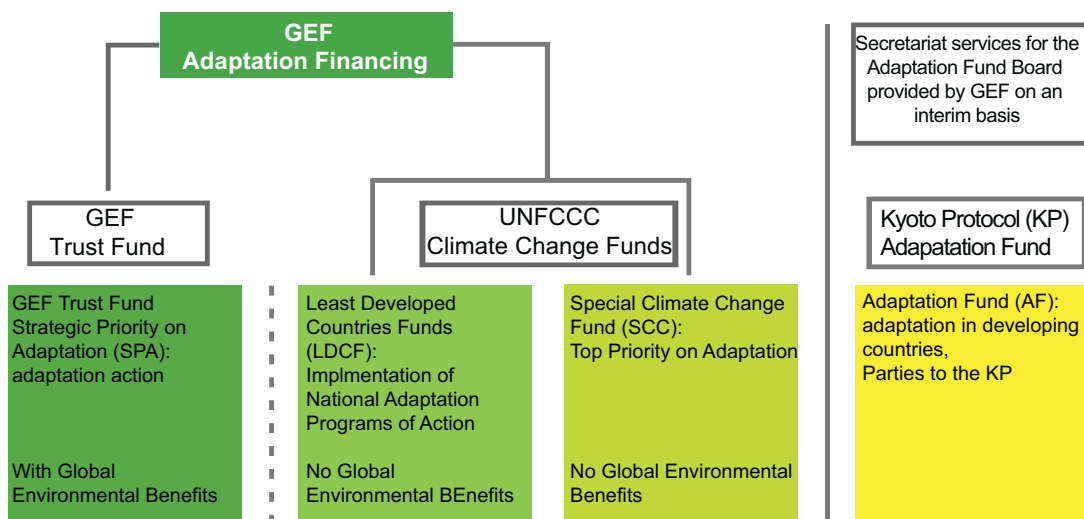 GEF
Adaptation Financing
Secretariat services for the
Adaptation Fund Board
provided by GEF on an
interim basis
GEF
Trust Fund
UNFCCC
Climate Change Funds
Kyoto Protocol (KP)
Adapatation Fund
GEF Trust Fund
Strategic Priority on
Adaptation (SPA):
adaptation action
With Global
Environmental Benefits
Least Developed
Countries Funds
(LDCF):
Implmentation of
National Adaptation
Programs of Action
No Global
Environmental BEnefits
Special Climate Change
Fund (SCC):
Top Priority on Adaptation
No Global Environmental
Benefits
Adaptation Fund (AF):
adaptation in developing
countries,
Parties to the KP